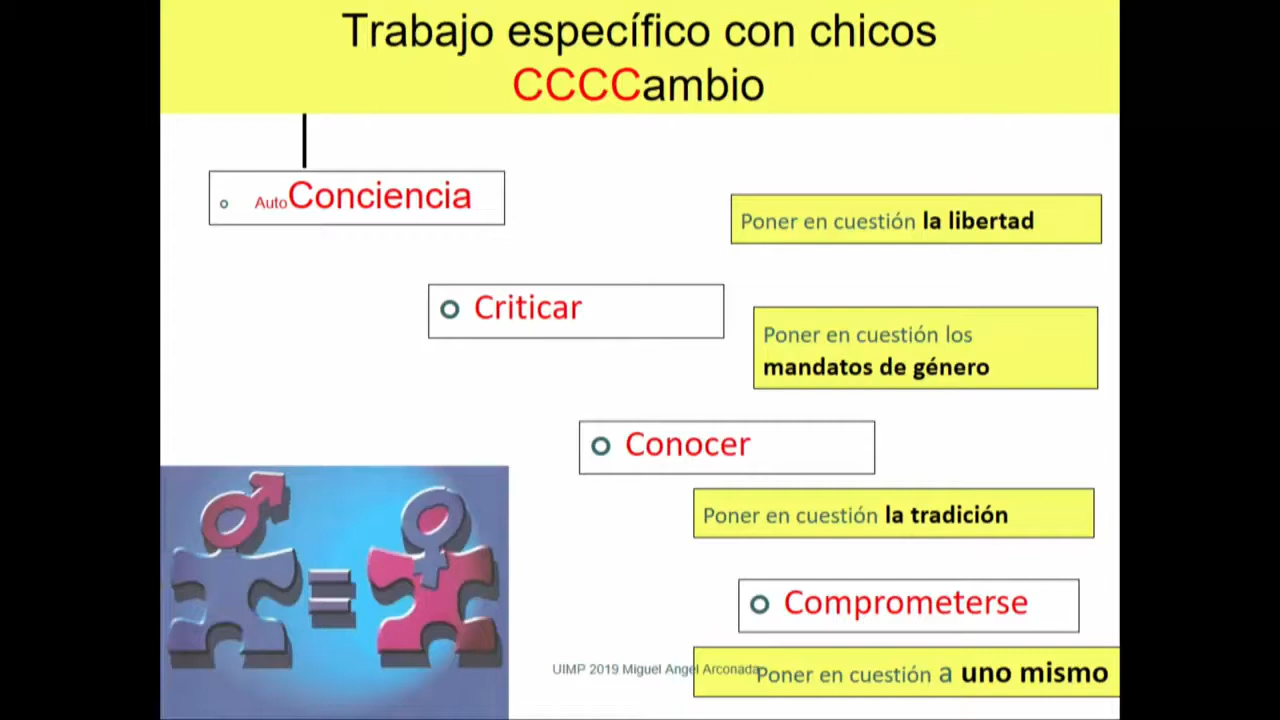 Trabajo específico con chicos
CCCCambio
AutoConciencia
Poner en cuestión la libertad
Criticar
Poner en cuestión los
mandatos de género
Conocer
Poner en cuestión la tradición
Comprometerse
UIMP 2019 Miguel Angel Arconada
Poner en cuestión a uno mismo